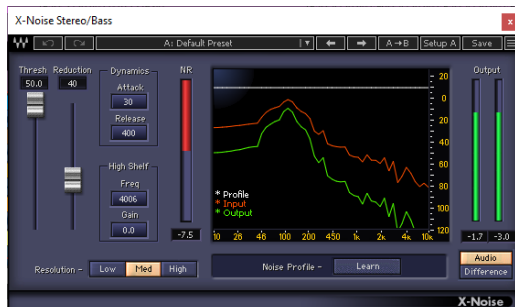 X-Noise Stereo/Bass
x
A: Default Preset
A→B
Setup A
Save
Thresh Reduction
50.0 40
Dynamics
Attack
30
Release
400
High Shelf
Freq
4006
Gain
0.0
NR
-7.5
20
0
20
40
60
80
100
120
* Profile
* Input
* Output
10 26 46 100 200 450 1k 2k 4k 10k
Output
-1.7 -3.0
Resolution - Low Med High
Noise Profile - Learn
Audio
Difference
X-Noise